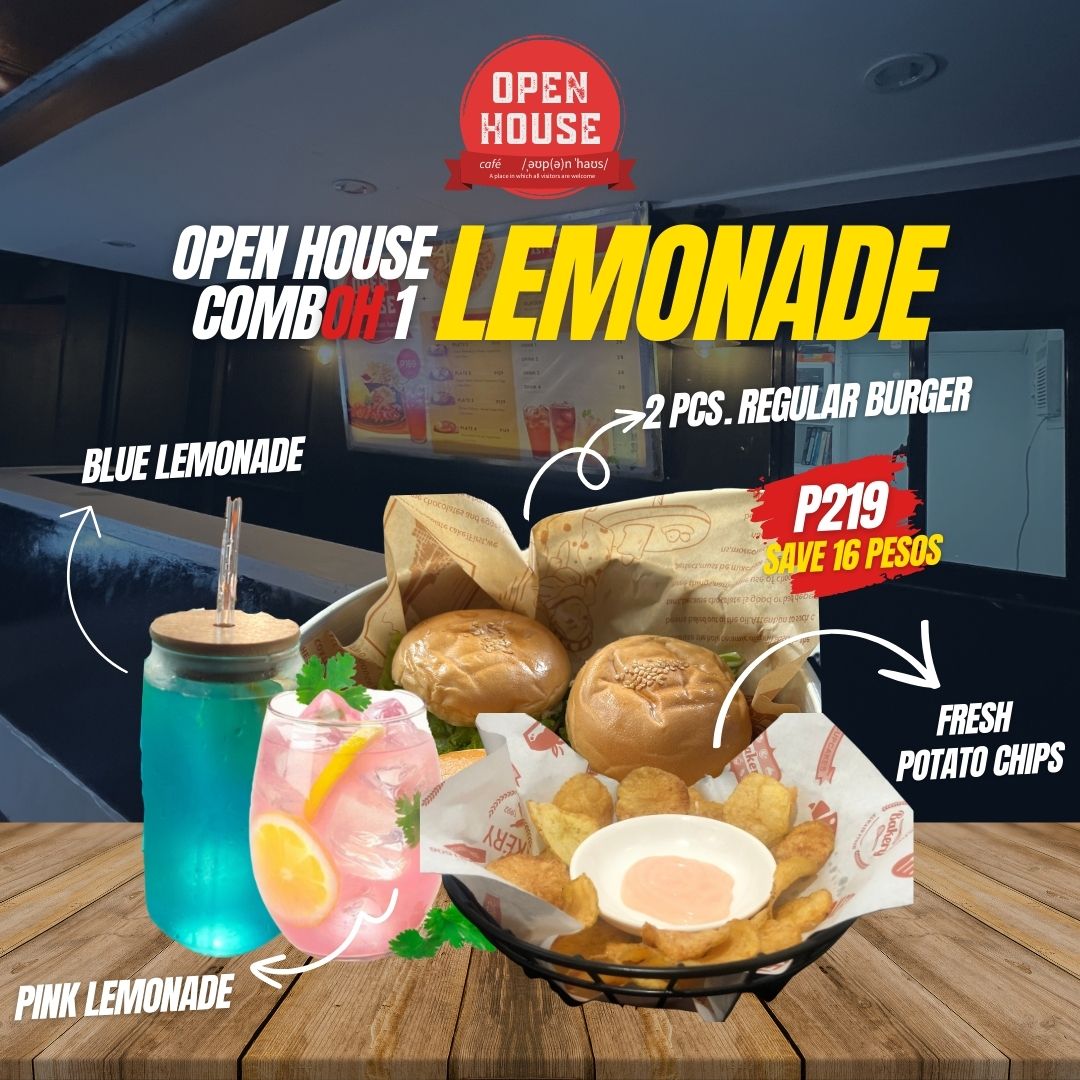 OPEN
HOUSE
café /ˌəʊp(ə)n ˈhaʊs/
A place in which all visitors are welcome
OPEN HOUSE
COMBOH 1
LEMONADE
2 PCS. REGULAR BURGER
BLUE LEMONADE
P219
SAVE 16 PESOS
FRESH
POTATO CHIPS
PINK LEMONADE